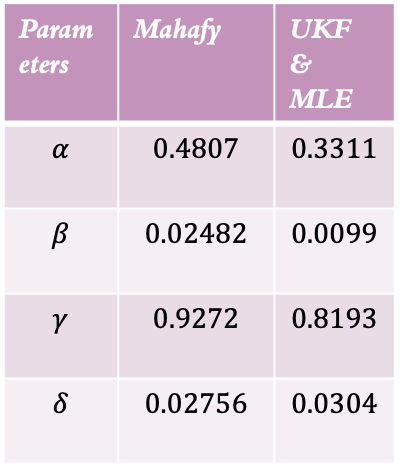 Param eters Mahafy UKF & MLE
α 0.4807 0.3311
β 0.02482 0.0099
γ 0.9272 0.8193
δ 0.02756 0.0304